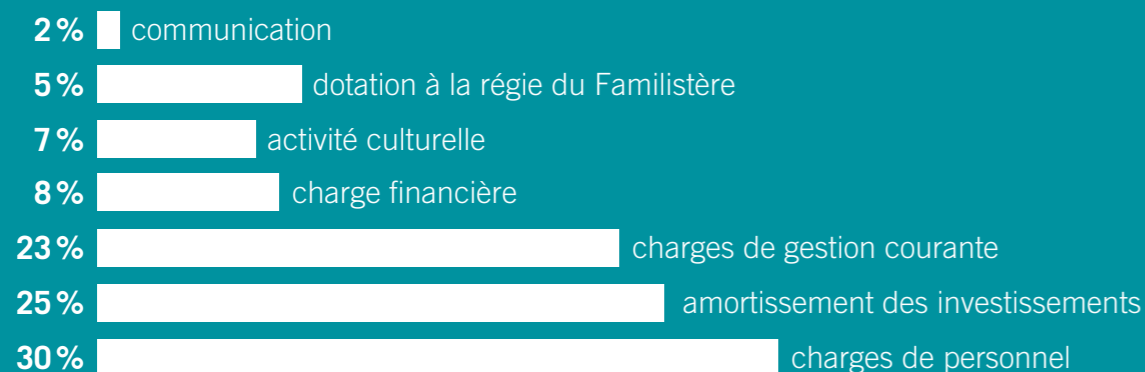 2 % communication
5 % dotation à la régie du Familistère
7 % activité culturelle
8 % charge financière
23 % charges de gestion courante
25 % amortissement des investissements
30 % charges de personnel